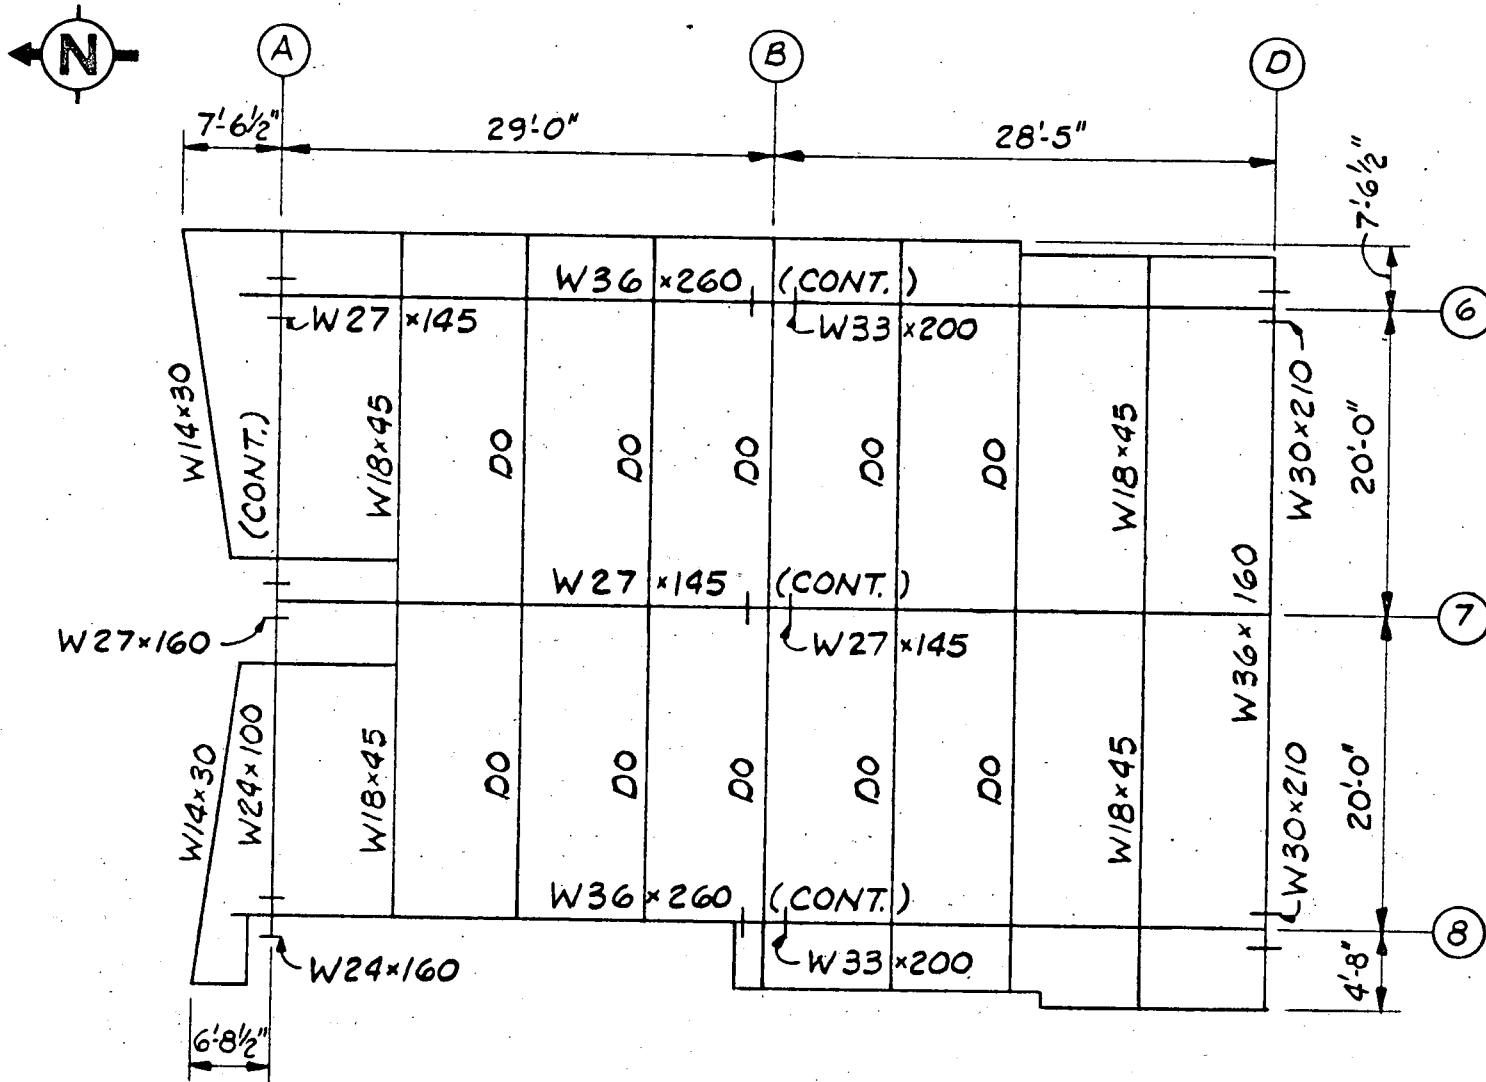 N
A
B
D
7'-6½"
29'-0"
28'-5"
7'-6½"
W36×260 (CONT.)
W27×145
W33×200
6
W14×30
(CONT.)
W18×45
DO
DO
DO
DO
DO
W18×45
W30×210
20'-0"
W27×145 (CONT.)
W36×160
7
W27×160
W27×145
W14×30
W24×100
W18×45
DO
DO
DO
DO
DO
W18×45
W30×210
20'-0"
W36×260 (CONT.)
8
W24×160
W33×200
4'-8"
6'-8½"